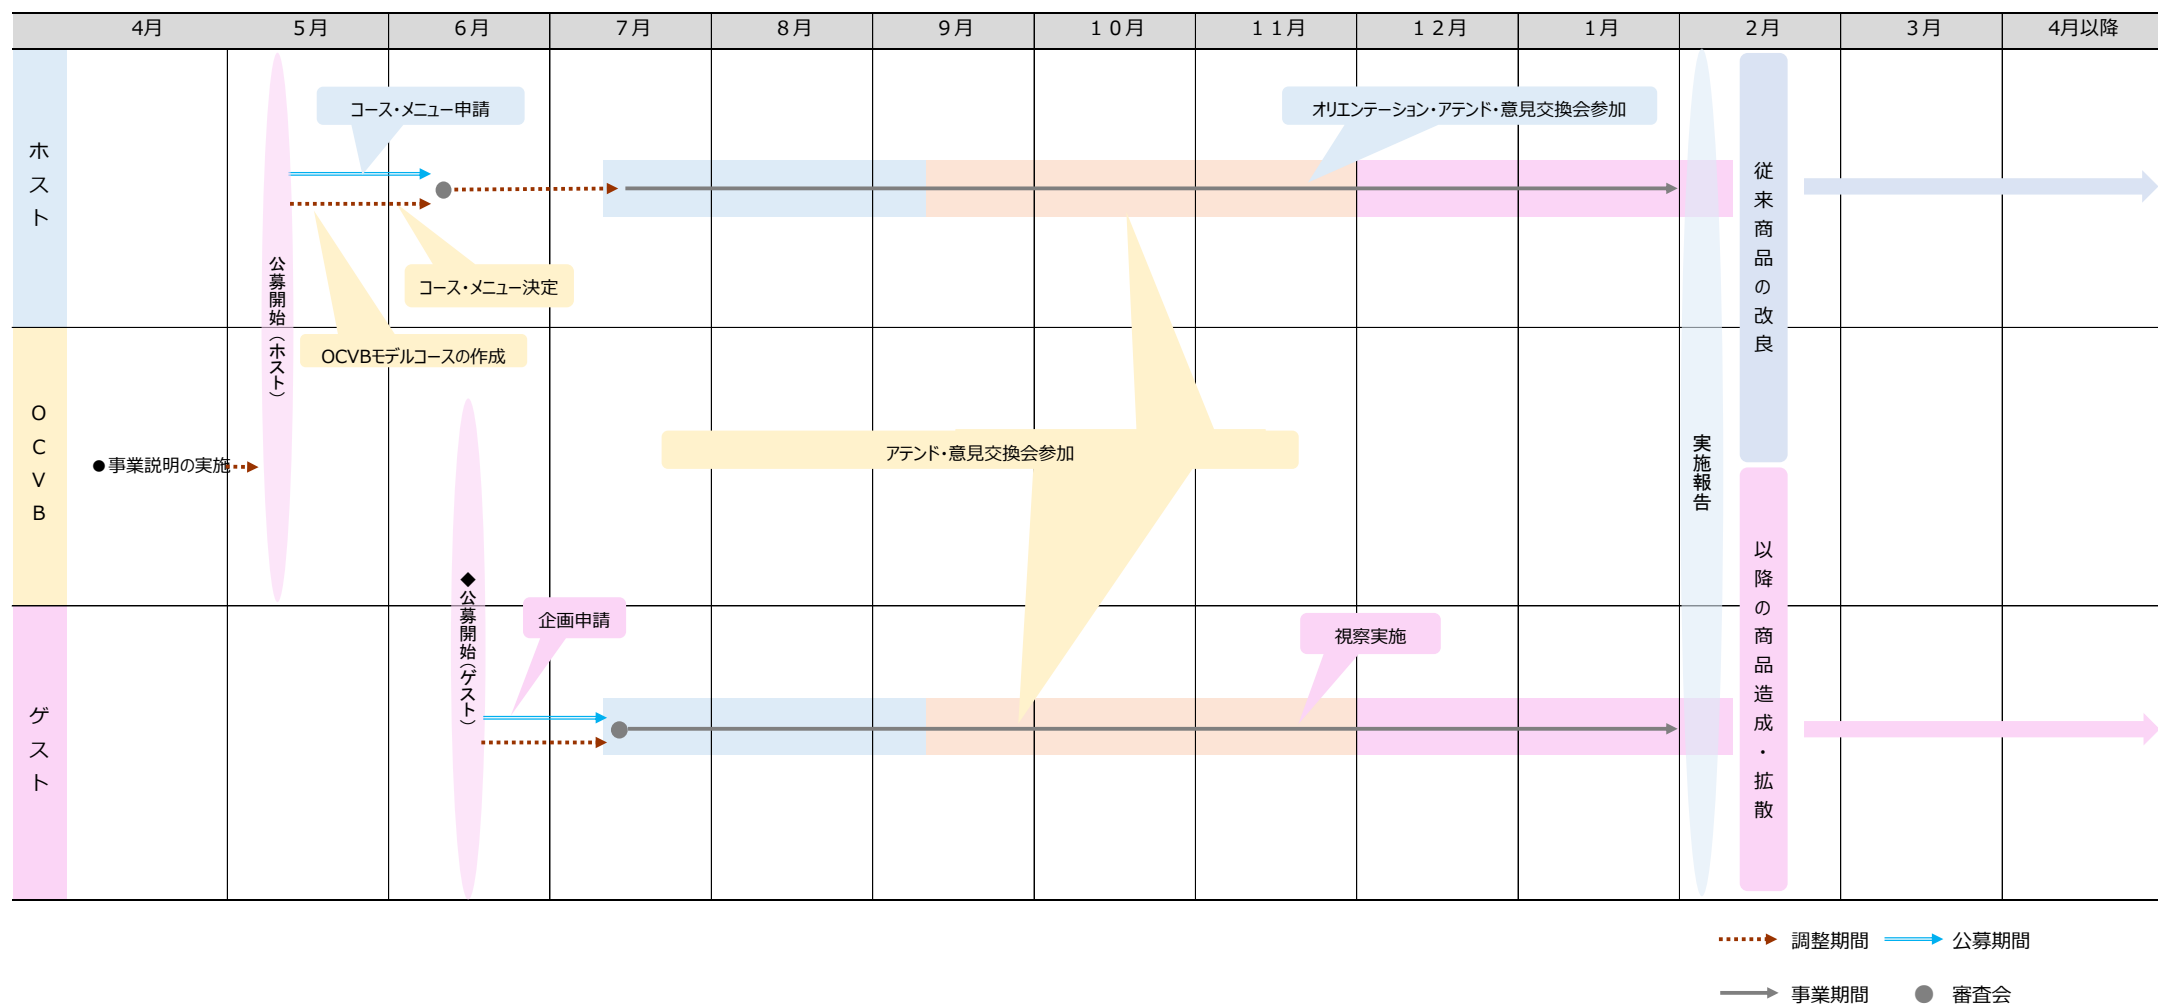 4月 ５月 ６月 ７月 ８月 ９月 １０月 １１月 １２月 １月 ２月 ３月 4月以降
ホスト
コース・メニュー申請
オリエンテーション・アテンド・意見交換会参加
コース・メニュー決定
OCVBモデルコースの作成
公募開始（ホスト）
従来商品の改良
OCVB
●事業説明の実施
アテンド・意見交換会参加
実施報告
ゲスト
◆公募開始（ゲスト）
企画申請
視察実施
以降の商品造成・拡散
調整期間 公募期間
事業期間 審査会